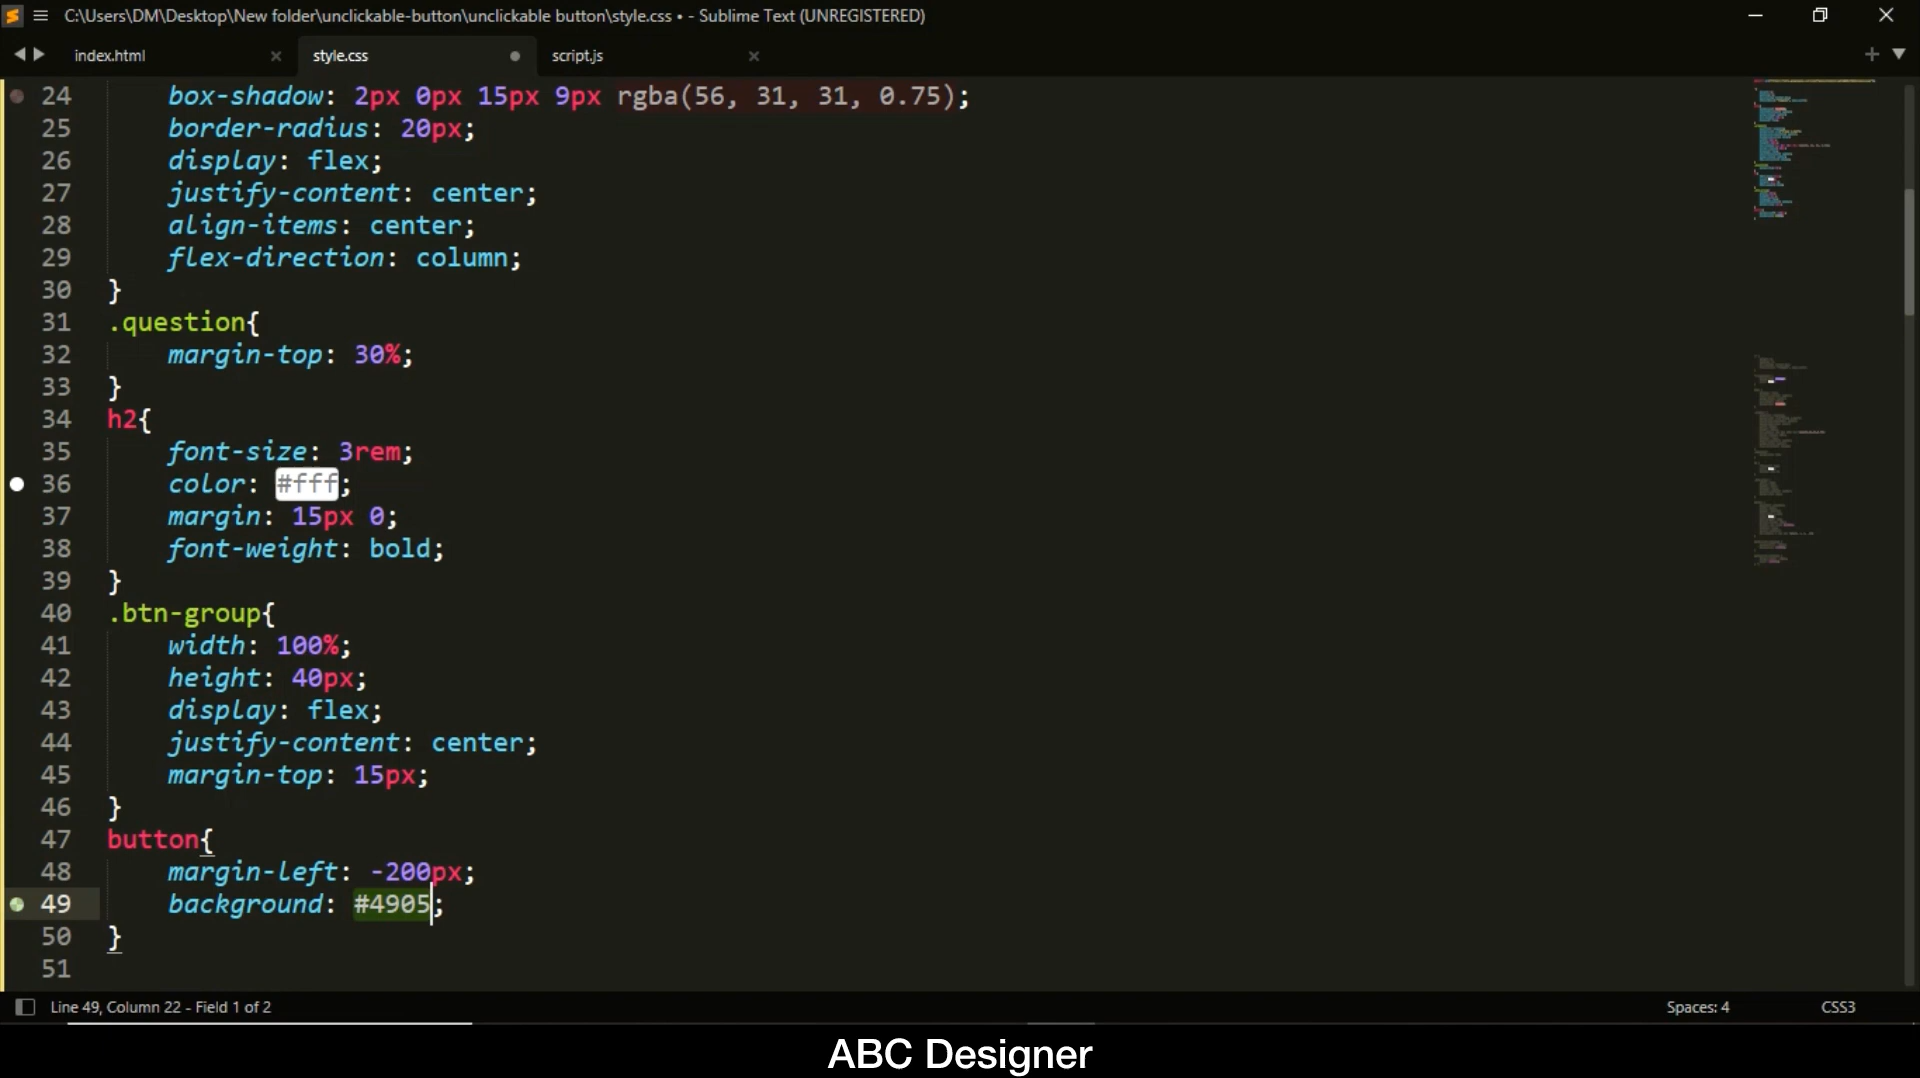 C:\Users\DM\Desktop\New folder\unclickable-button\unclickable button\style.css • - Sublime Text (UNREGISTERED)
index.html
style.css
script.js
24 box-shadow: 2px 0px 15px 9px rgba(56, 31, 31, 0.75);
25 border-radius: 20px;
26 display: flex;
27 justify-content: center;
28 align-items: center;
29 flex-direction: column;
30 }
31 .question{
32 margin-top: 30%;
33 }
34 h2{
35 font-size: 3rem;
36 color: #fff;
37 margin: 15px 0;
38 font-weight: bold;
39 }
40 .btn-group{
41 width: 100%;
42 height: 40px;
43 display: flex;
44 justify-content: center;
45 margin-top: 15px;
46 }
47 button{
48 margin-left: -200px;
49 background: #4905;
50 }
51
Line 49, Column 22 - Field 1 of 2
Spaces: 4
CSS3
ABC Designer